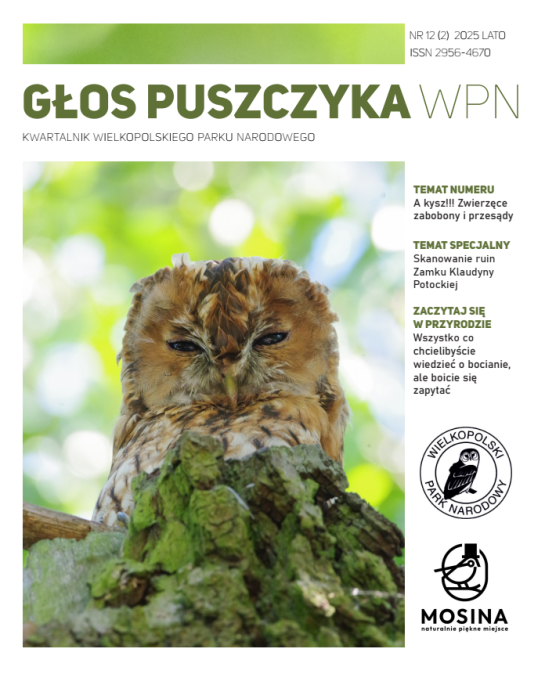 NR 12 (2) 2025 LATO
ISSN 2956-4670
GŁOS PUSZCZYKA WPN
KWARTALNIK WIELKOPOLSKIEGO PARKU NARODOWEGO
TEMAT NUMERU
A kysz!!! Zwierzęce
zabobony i przesądy
TEMAT SPECJALNY
Skanowanie ruin
Zamku Klaudyny
Potockiej
ZACZYTAJ SIĘ
W PRZYRODZIE
Wszystko co
chcielibyście
wiedzieć o bocianie,
ale boicie się
zapytać
WIELKOPOLSKI
PARK NARODOWY
MOSINA
naturalnie piękne miejsce